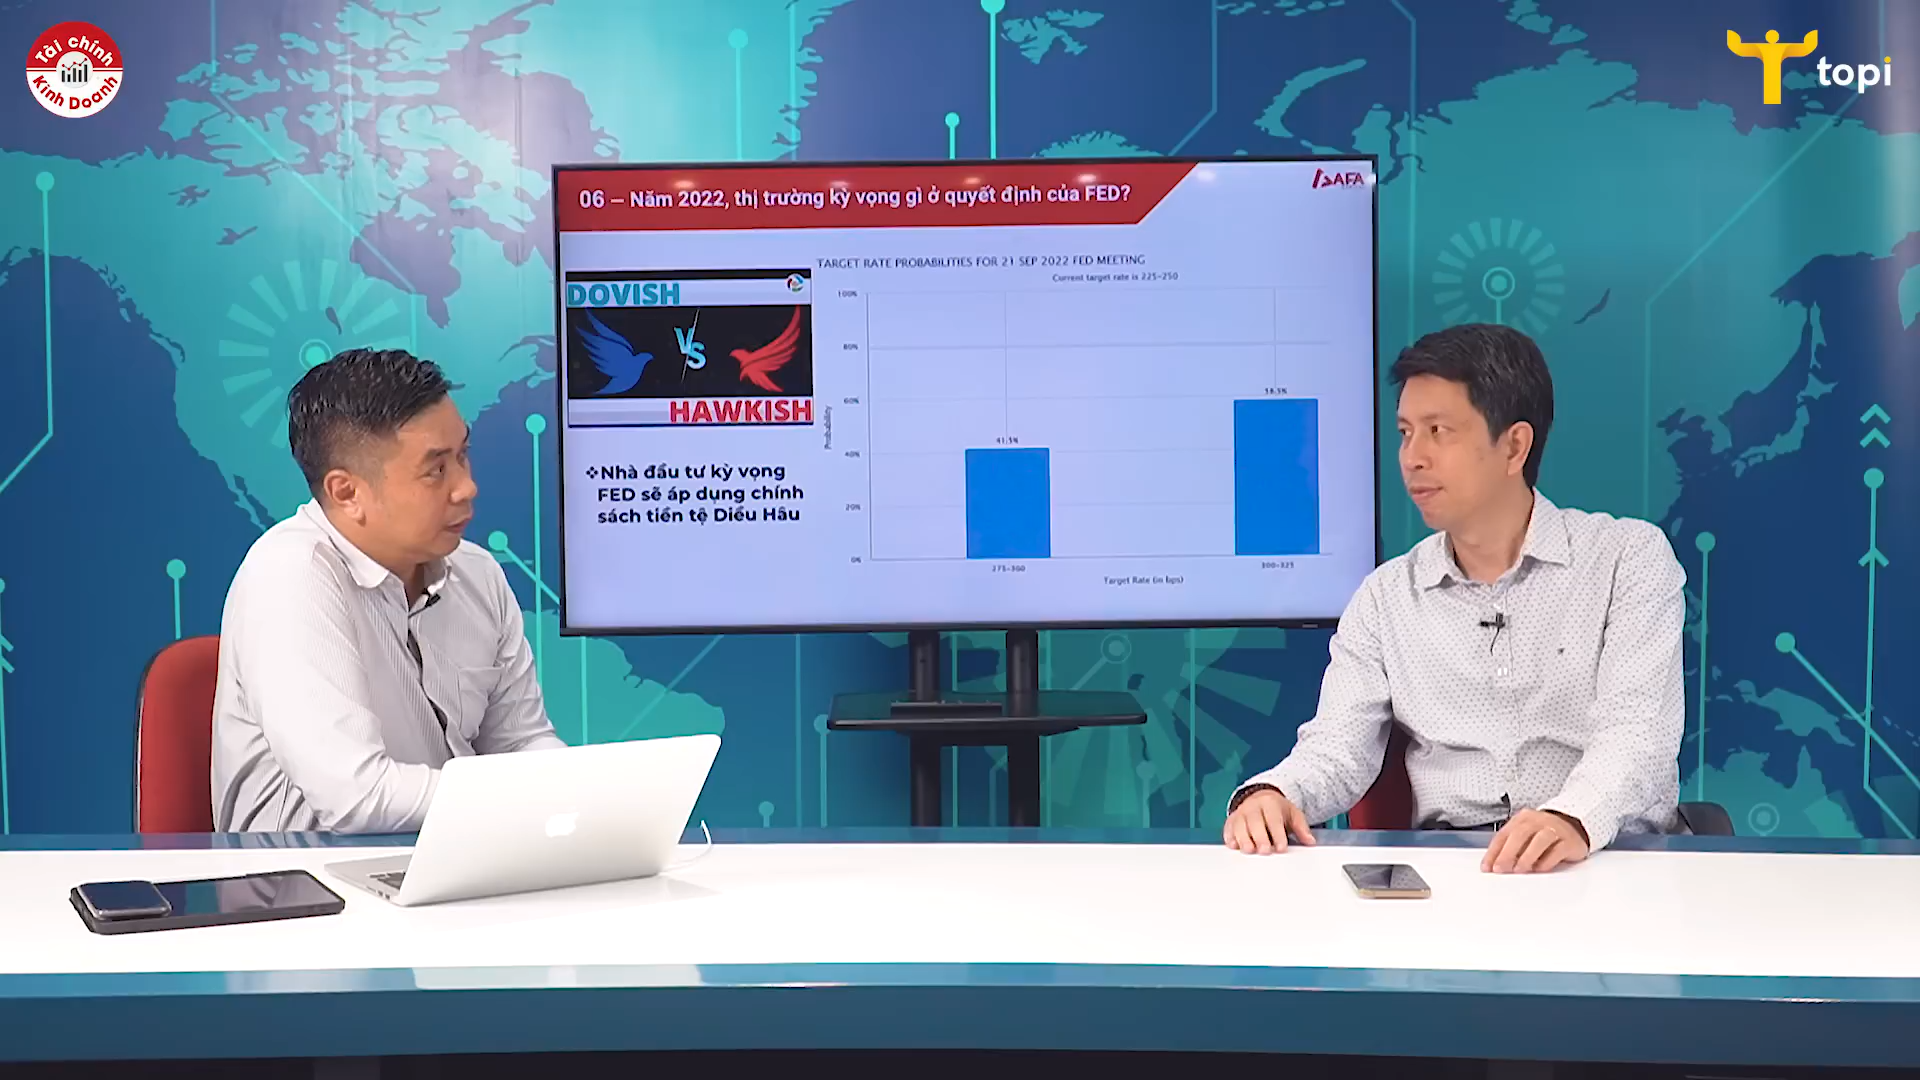 Tài chính
Kinh Doanh
topi
06 – Năm 2022, thị trường kỳ vọng gì ở quyết định của FED?
AFA
DOVISH
VS
HAWKISH
❖Nhà đầu tư kỳ vọng
FED sẽ áp dụng chính
sách tiền tệ Diều Hâu
TARGET RATE PROBABILITIES FOR 21 SEP 2022 FED MEETING
Current target rate is 225-250
100%
80%
60%
40%
20%
0%
Probability
41.5%
58.5%
275-300
300-325
Target Rate (in bps)